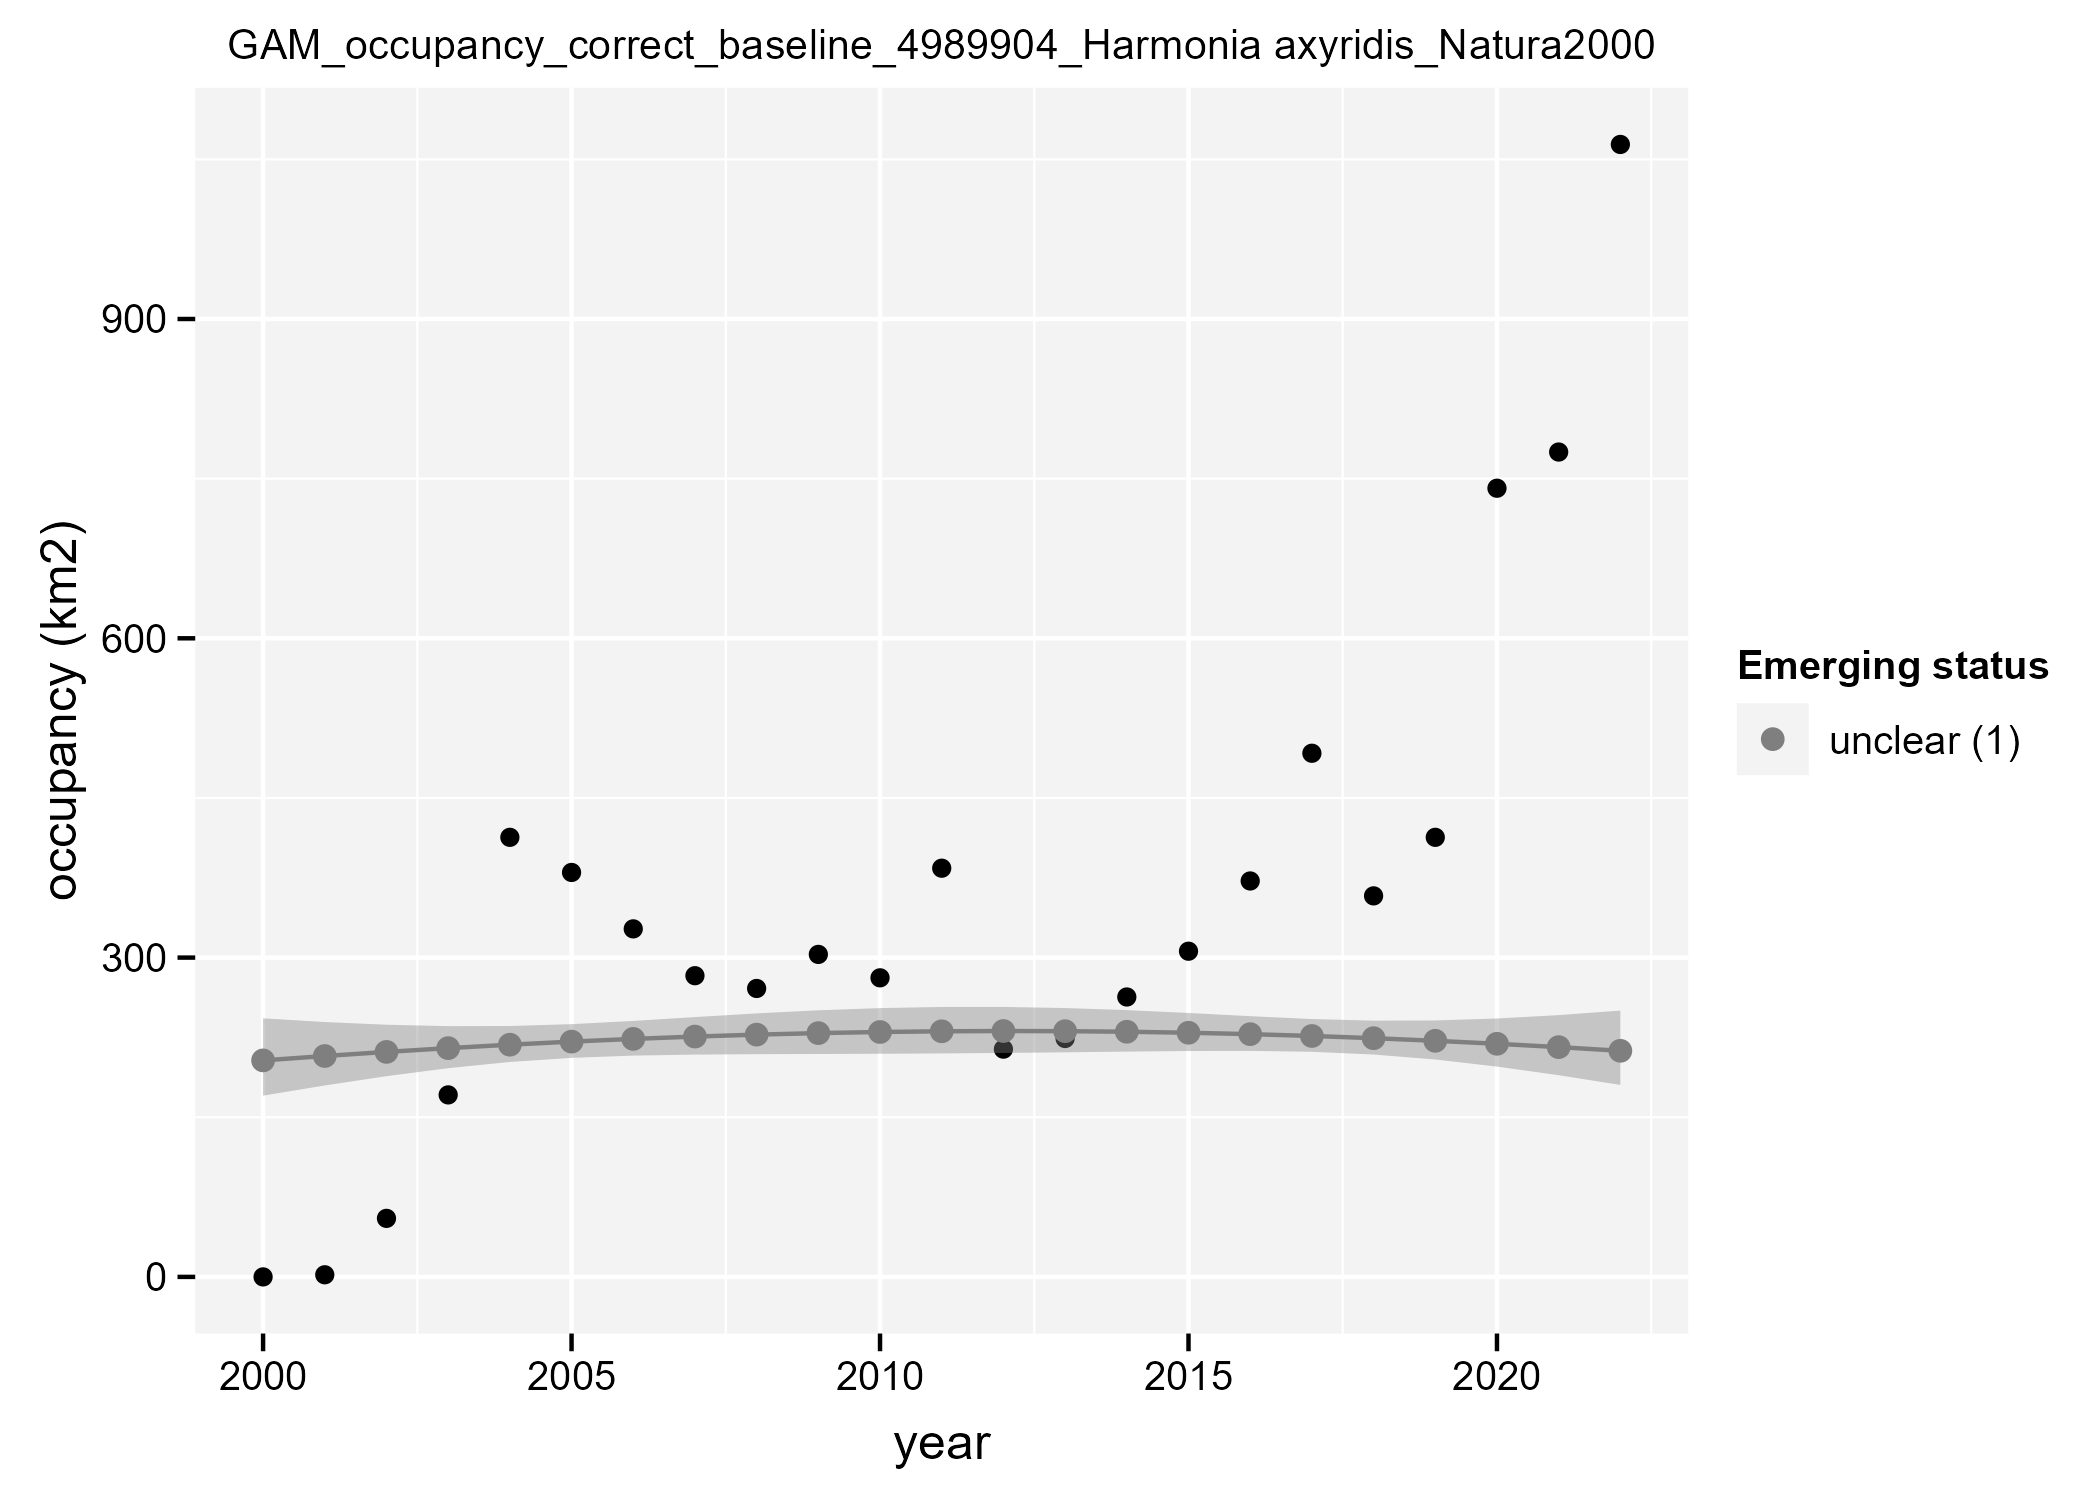 GAM_occupancy_correct_baseline_4989904_Harmonia axyridis_Natura2000
occupancy (km2)
900
600
300
0
2000 2005 2010 2015 2020
year
Emerging status
unclear (1)